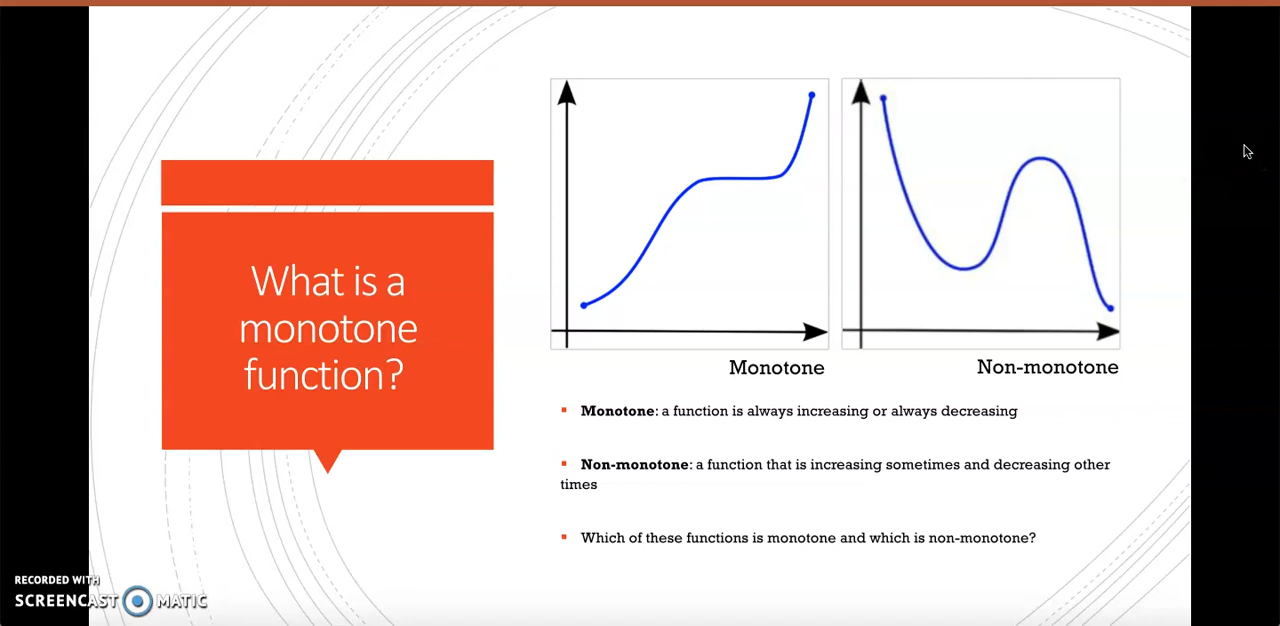 What is a
monotone
function?
Monotone
Non-monotone
▪ Monotone: a function is always increasing or always decreasing
▪ Non-monotone: a function that is increasing sometimes and decreasing other
times
▪ Which of these functions is monotone and which is non-monotone?
RECORDED WITH
SCREENCAST MATIC